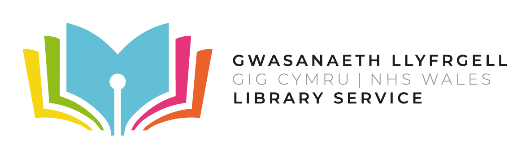 GWASANAETH LLYFRGELL
GIG CYMRU | NHS WALES
LIBRARY SERVICE